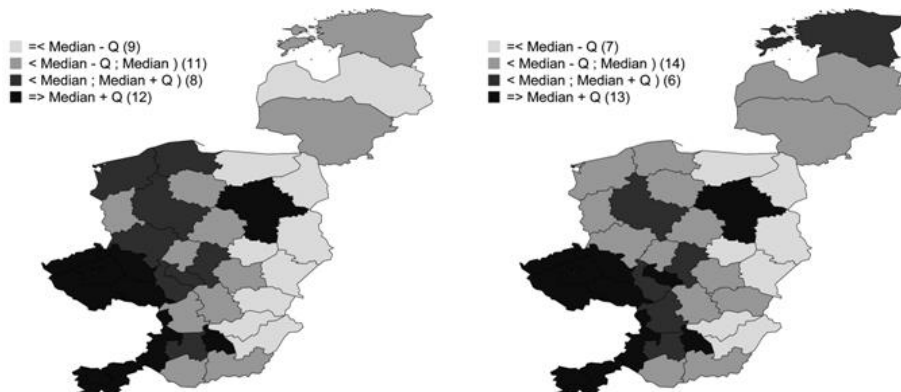 =< Median - Q (9)
< Median - Q ; Median ) (11)
< Median ; Median + Q ) (8)
=> Median + Q (12)
=< Median - Q (7)
< Median - Q ; Median ) (14)
< Median ; Median + Q ) (6)
=> Median + Q (13)